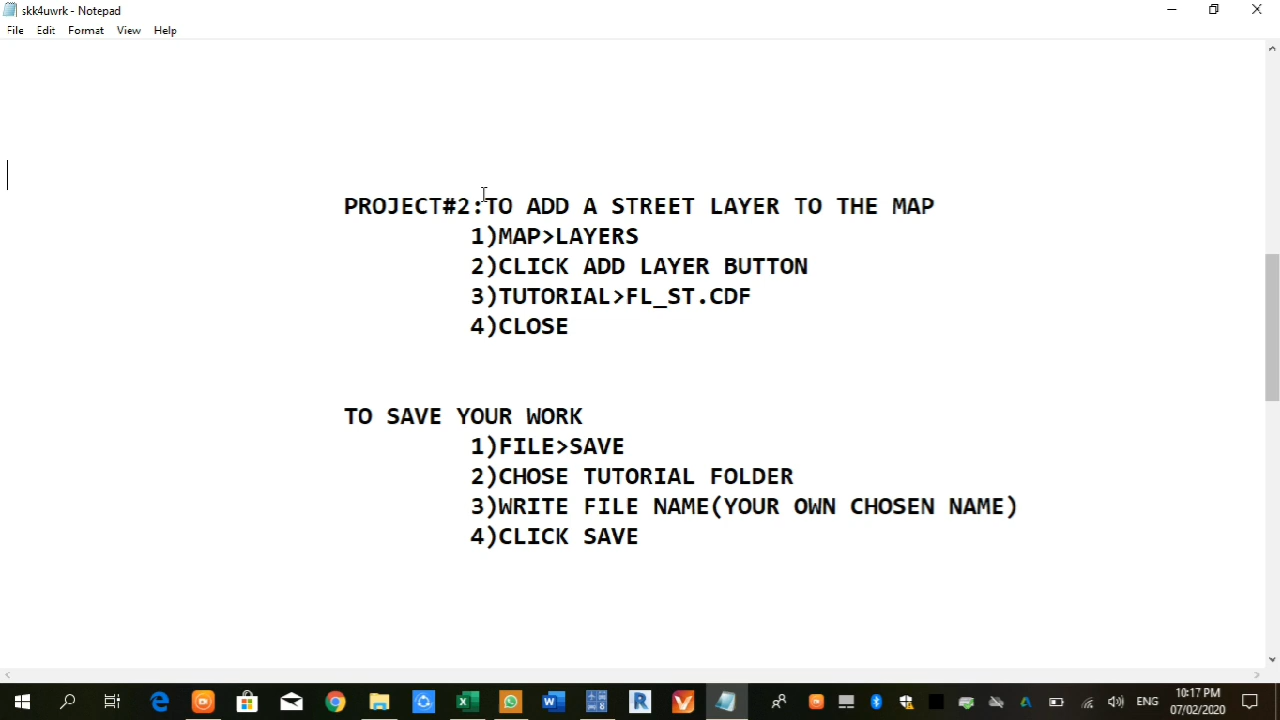 skk4uwrk - Notepad
File Edit Format View Help
PROJECT#2:TO ADD A STREET LAYER TO THE MAP
1)MAP>LAYERS
2)CLICK ADD LAYER BUTTON
3)TUTORIAL>FL_ST.CDF
4)CLOSE
TO SAVE YOUR WORK
1)FILE>SAVE
2)CHOSE TUTORIAL FOLDER
3)WRITE FILE NAME(YOUR OWN CHOSEN NAME)
4)CLICK SAVE
ENG
10:17 PM
07/02/2020